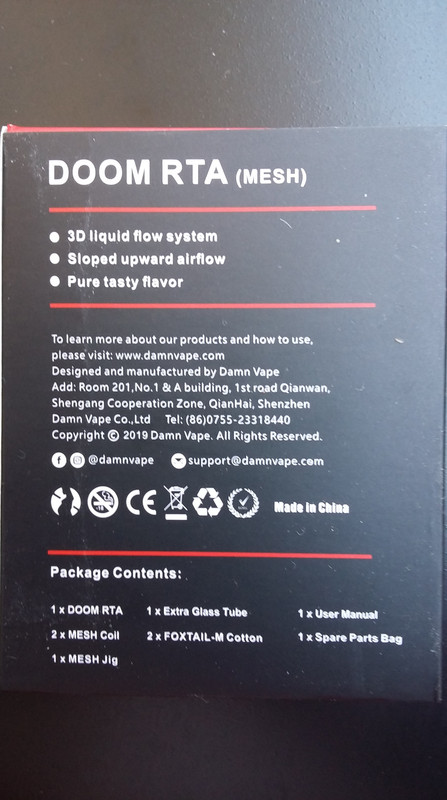 DOOM RTA (MESH)
3D liquid flow system
Sloped upward airflow
Pure tasty flavor
To learn more about our products and how to use,
please visit: www.damnvape.com
Designed and manufactured by Damn Vape
Add: Room 201,No.1 & A building, 1st road Qianwan,
Shengang Cooperation Zone, QianHai, Shenzhen
Damn Vape Co.,Ltd Tel: (86)0755-23318440
Copyright © 2019 Damn Vape. All Rights Reserved.
@damnvape support@damnvape.com
CE Made in China
Package Contents:
1 x DOOM RTA 1 x Extra Glass Tube 1 x User Manual
2 x MESH Coil 2 x FOXTAIL-M Cotton 1 x Spare Parts Bag
1 x MESH Jig